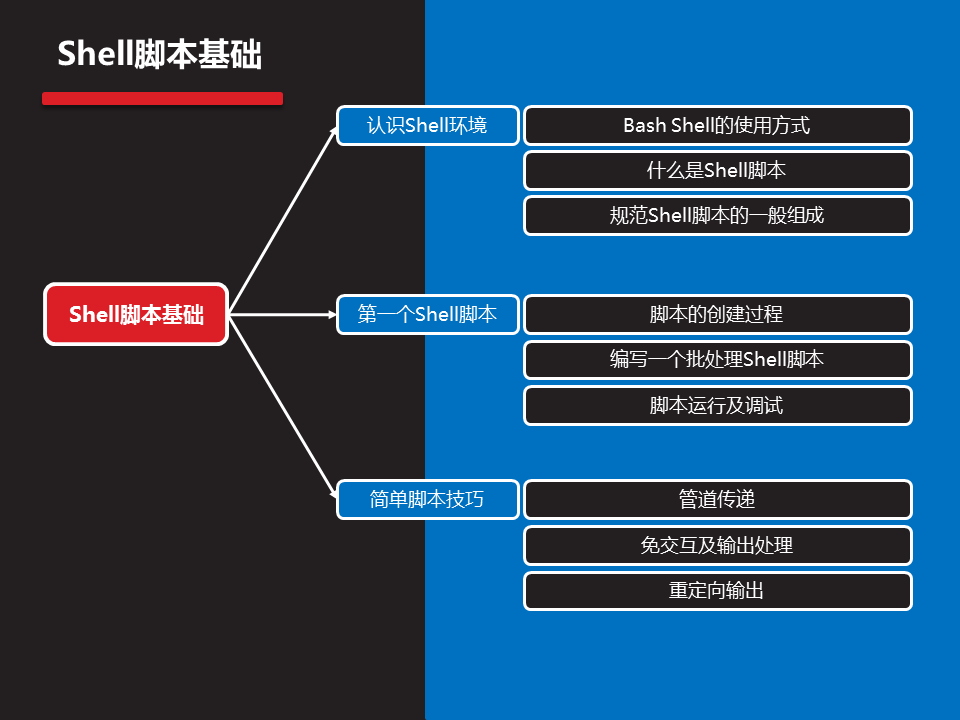 Shell脚本基础
认识Shell环境
Bash Shell的使用方式
什么是Shell脚本
规范Shell脚本的一般组成
Shell脚本基础
第一个Shell脚本
脚本的创建过程
编写一个批处理Shell脚本
脚本运行及调试
简单脚本技巧
管道传递
免交互及输出处理
重定向输出